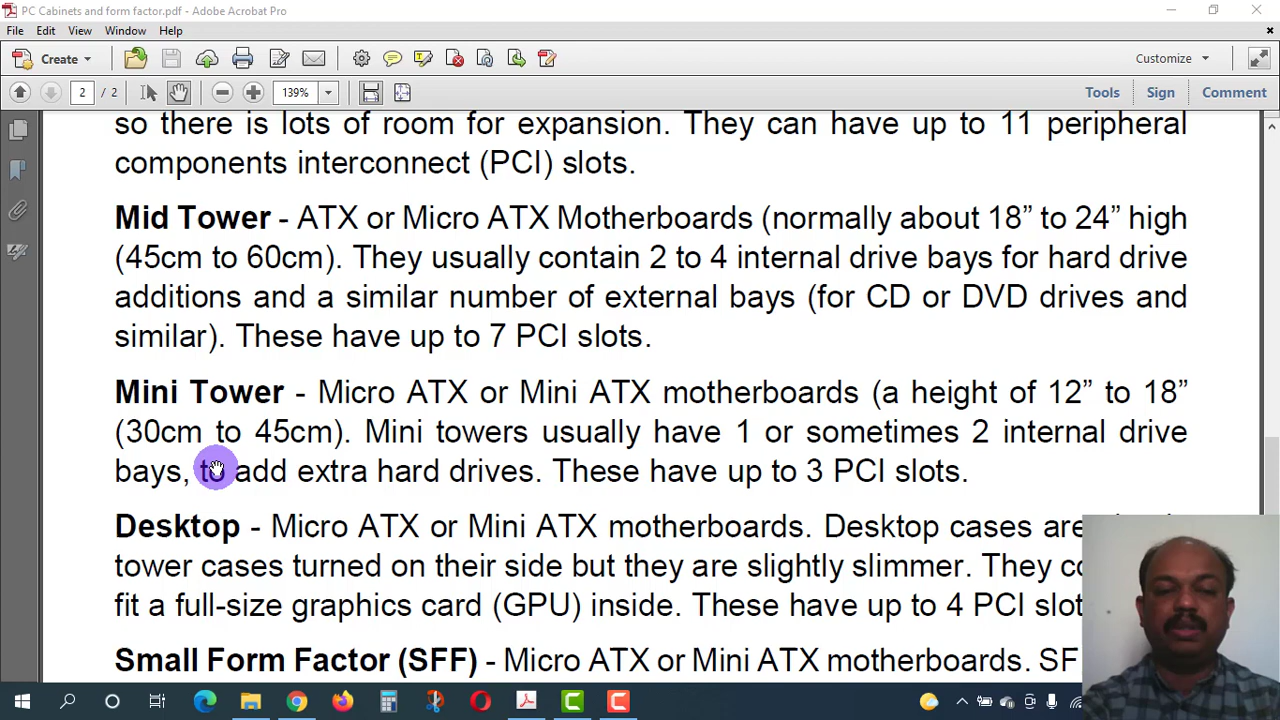 PC Cabinets and form factor.pdf - Adobe Acrobat Pro
File Edit View Window Help
Create Customize
2 / 2 139% Tools Sign Comment
so there is lots of room for expansion. They can have up to 11 peripheral
components interconnect (PCI) slots.
Mid Tower - ATX or Micro ATX Motherboards (normally about 18” to 24” high
(45cm to 60cm). They usually contain 2 to 4 internal drive bays for hard drive
additions and a similar number of external bays (for CD or DVD drives and
similar). These have up to 7 PCI slots.
Mini Tower - Micro ATX or Mini ATX motherboards (a height of 12” to 18”
(30cm to 45cm). Mini towers usually have 1 or sometimes 2 internal drive
bays, to add extra hard drives. These have up to 3 PCI slots.
Desktop - Micro ATX or Mini ATX motherboards. Desktop cases are
tower cases turned on their side but they are slightly slimmer. They
fit a full-size graphics card (GPU) inside. These have up to 4 PCI
Small Form Factor (SFF) - Micro ATX or Mini ATX motherboards.